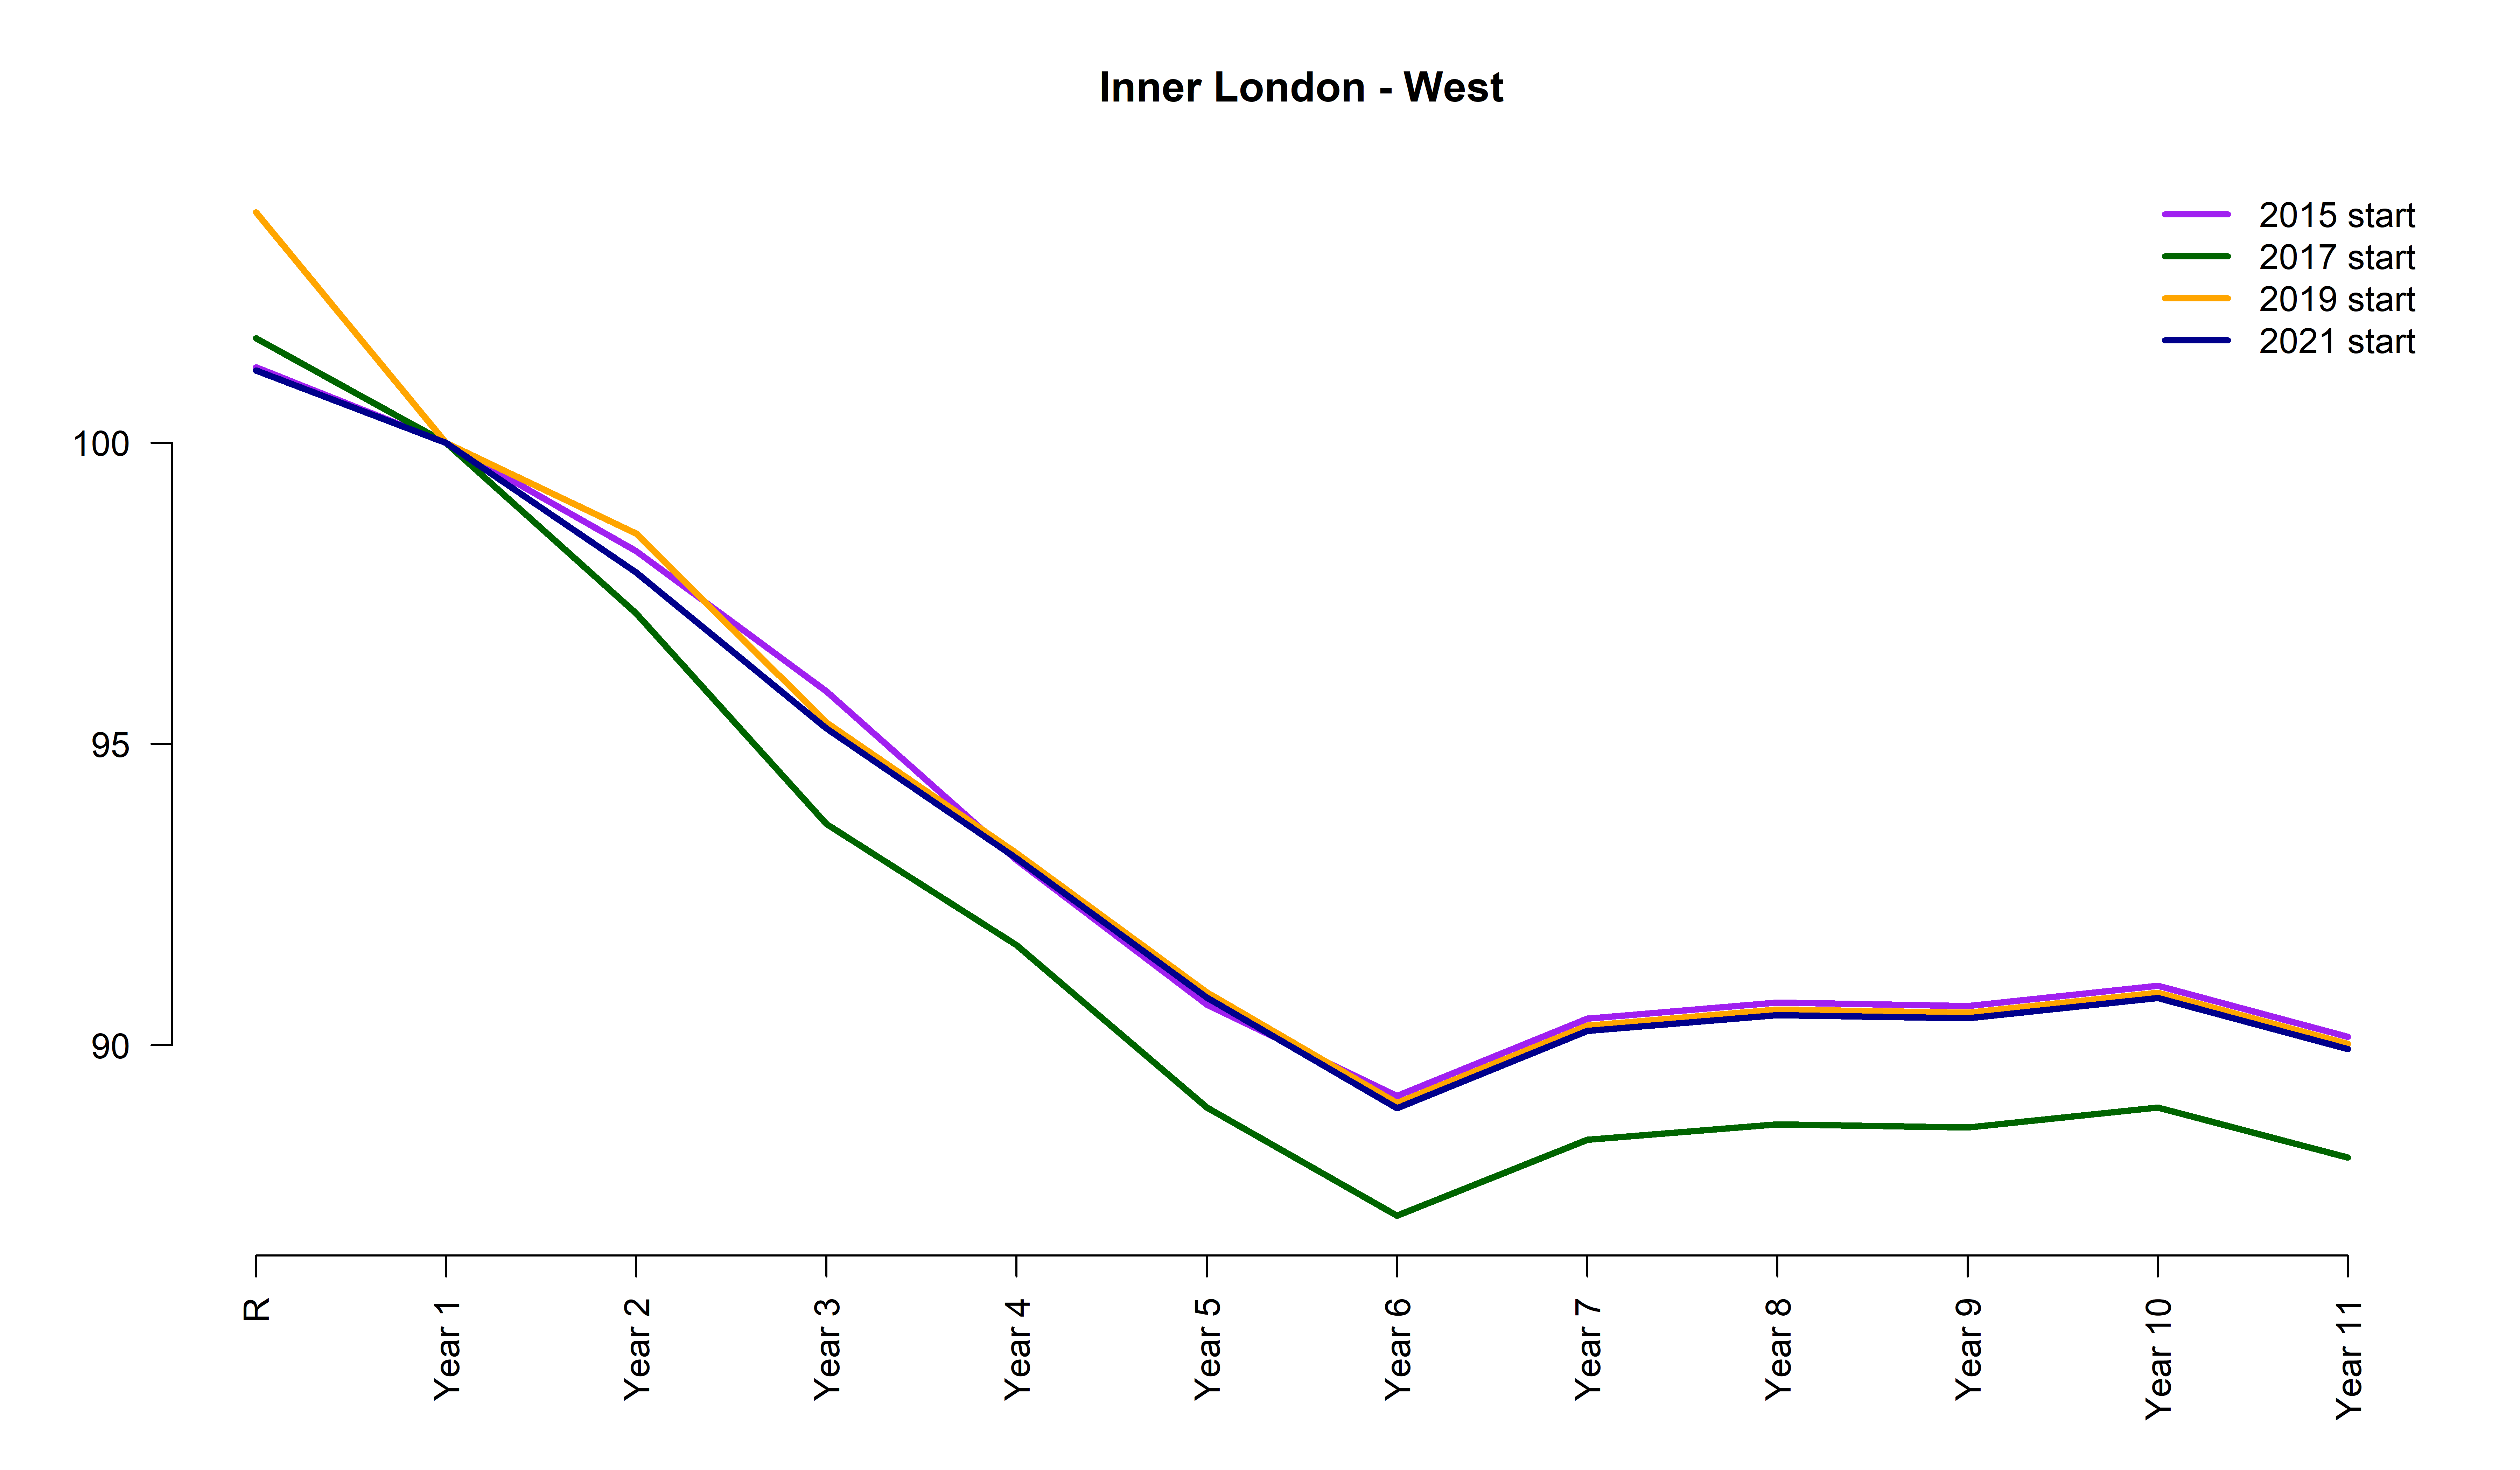 Inner London - West
2015 start
2017 start
2019 start
2021 start
100
95
90
R
Year 1
Year 2
Year 3
Year 4
Year 5
Year 6
Year 7
Year 8
Year 9
Year 10
Year 11